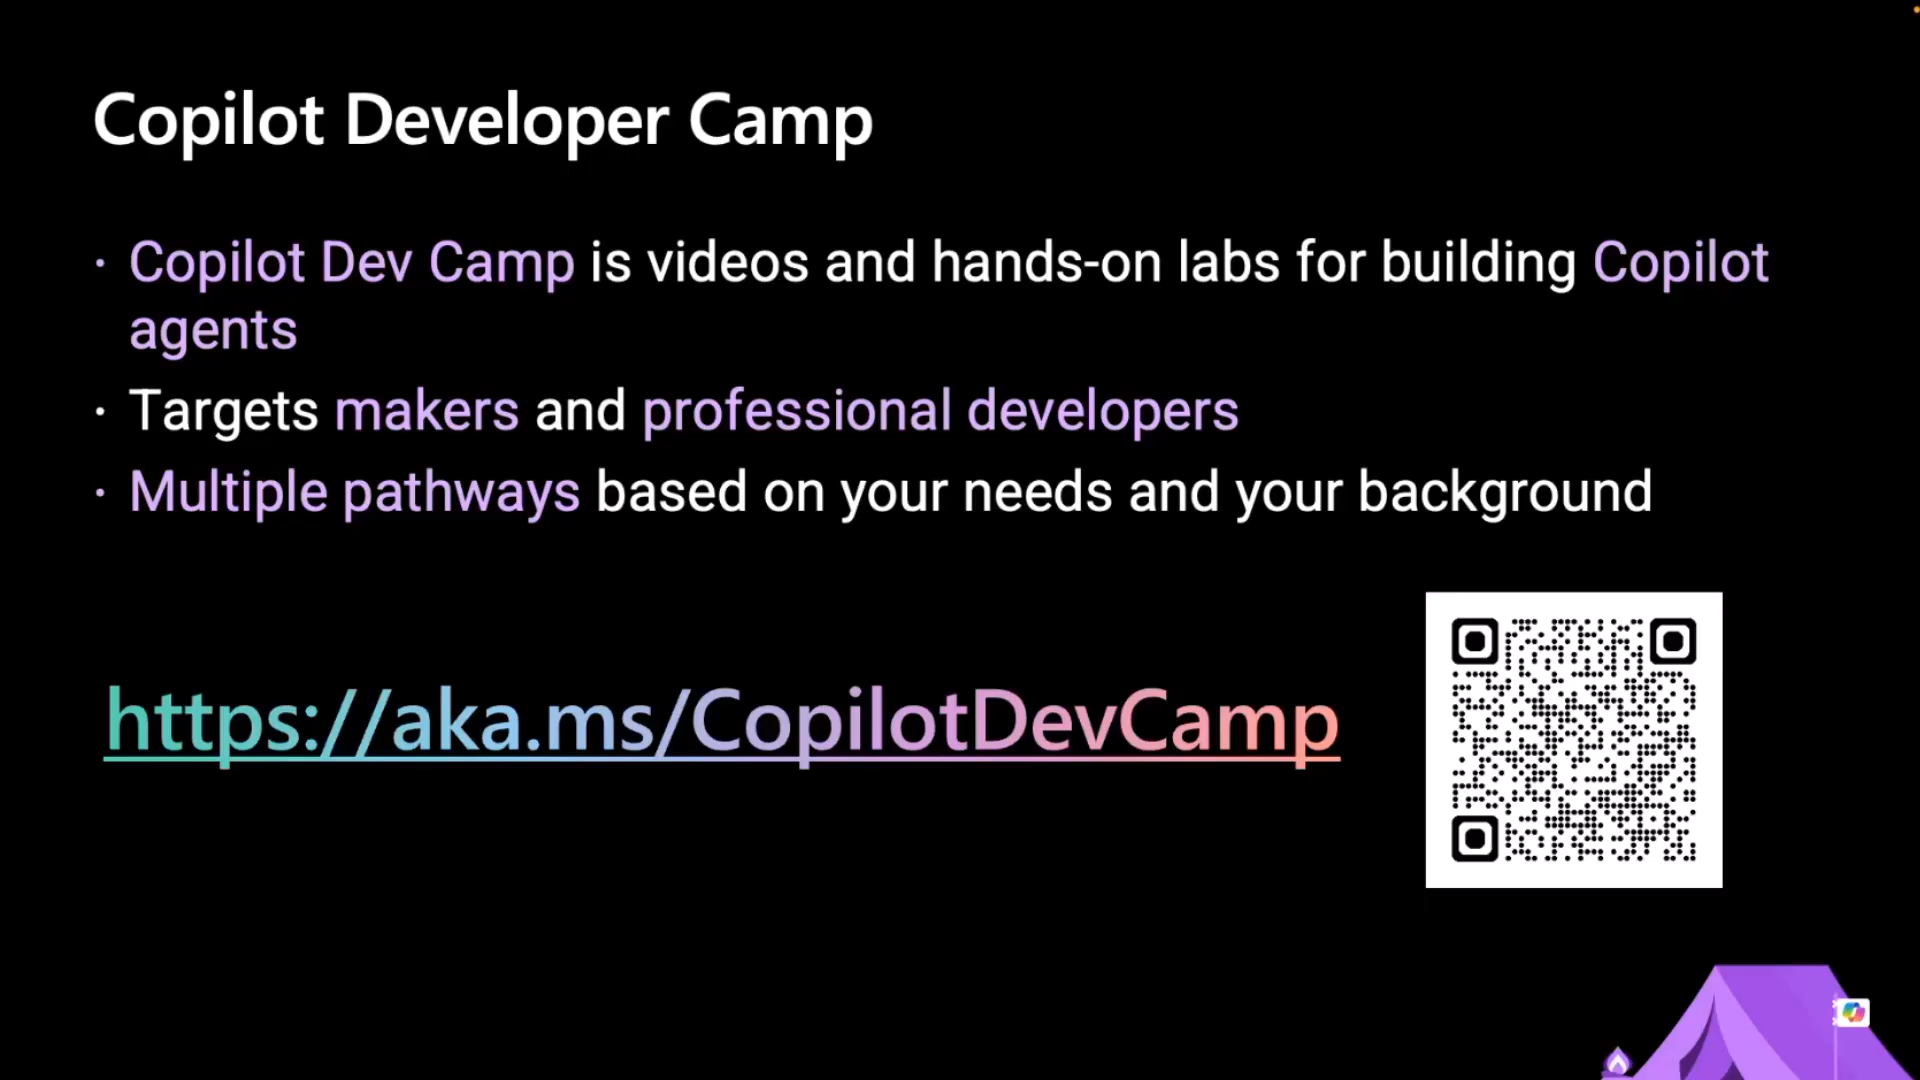 Copilot Developer Camp
· Copilot Dev Camp is videos and hands-on labs for building Copilot
agents
· Targets makers and professional developers
· Multiple pathways based on your needs and your background
https://aka.ms/CopilotDevCamp